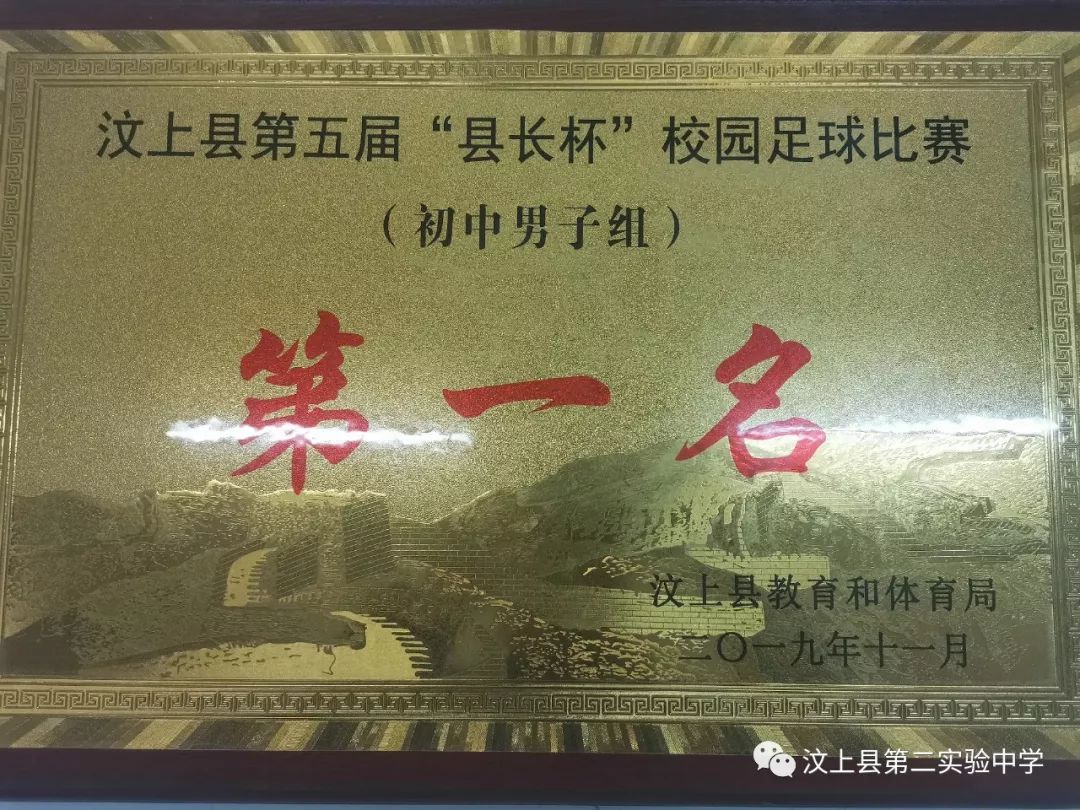 汶上县第五届“县长杯”校园足球比赛
（初中男子组）
第一名
汶上县教育和体育局
二〇一九年十一月
汶上县第二实验中学